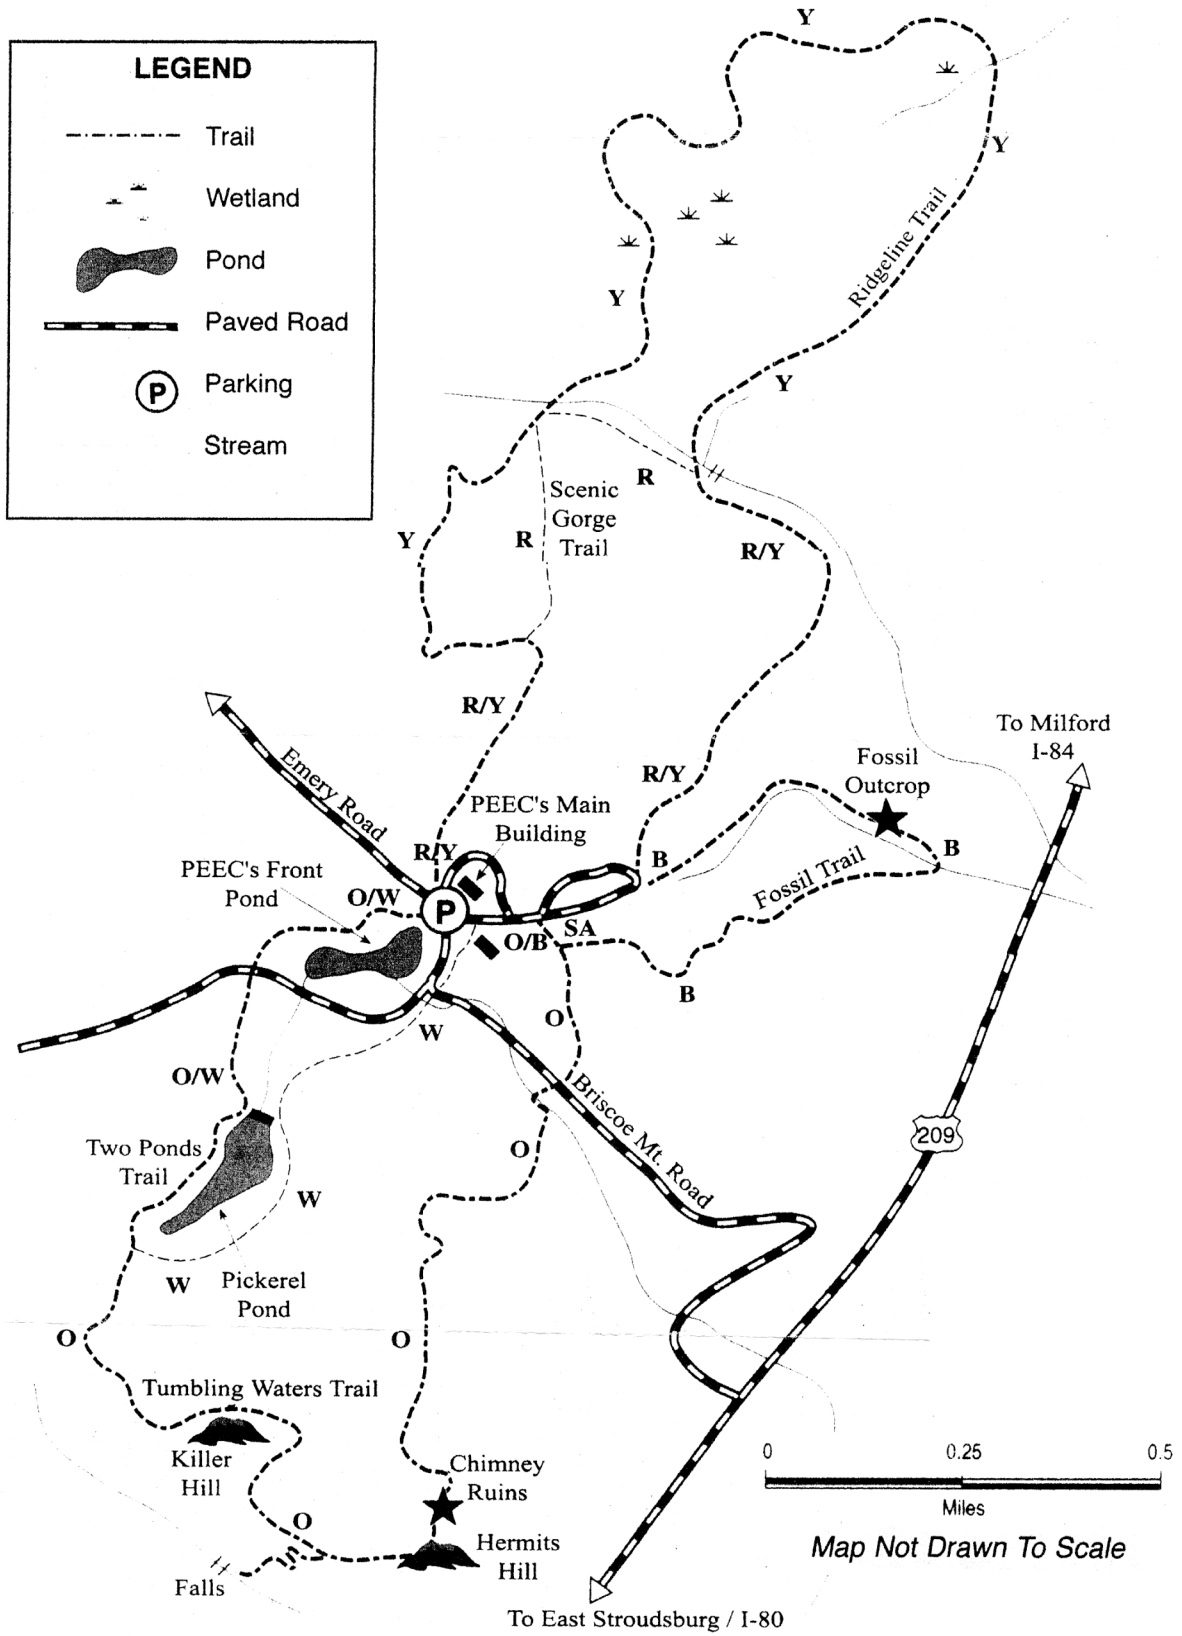 LEGEND
Trail
Wetland
Pond
Paved Road
P
Parking
Stream
Y
Y
Ridgeline Trail
Y
Y
R
Scenic
Gorge
Trail
Y
R
R/Y
R/Y
To Milford
I-84
Fossil
Outcrop
Emery Road
R/Y
PEEC's Main
Building
R/Y
B
B
PEEC's Front
Pond
O/W
P
Fossil Trail
O/B
SA
B
W
O
O/W
Briscoe Mt. Road
209
Two Ponds
Trail
O
W
W
Pickerel
Pond
O
O
Tumbling Waters Trail
Killer
Hill
Chimney
Ruins
O
Hermits
Hill
Falls
0
0.25
0.5
Miles
Map Not Drawn To Scale
To East Stroudsburg / I-80